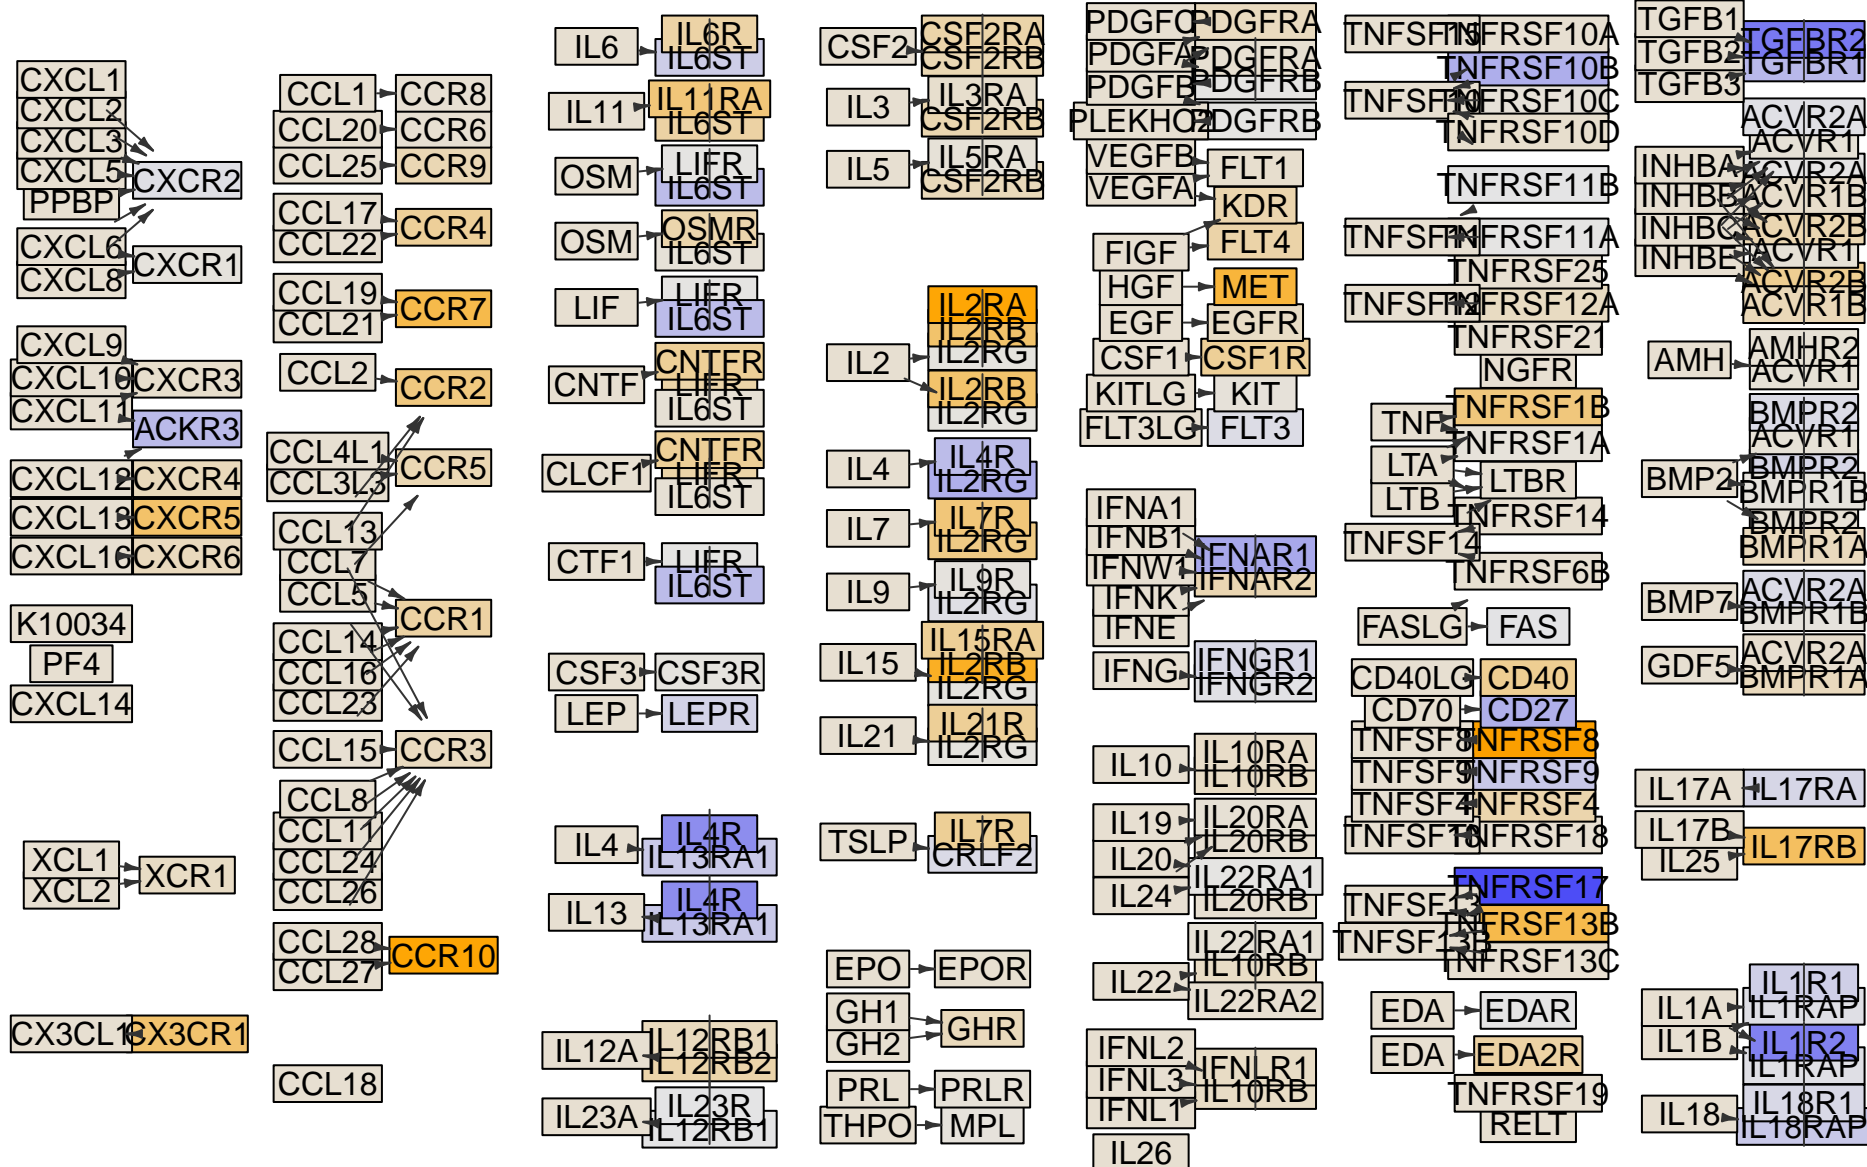 CXCL1
CXCL2
CXCL3
CXCL5
PPBP
CXCR2
CXCL6
CXCL8
CXCR1
CXCL9
CXCL10
CXCL11
CXCR3
ACKR3
CXCL12
CXCR4
CXCL13
CXCR5
CXCL16
CXCR6
K10034
PF4
CXCL14
XCL1
XCL2
XCR1
CX3CL1
CX3CR1
CCL1
CCR8
CCL20
CCR6
CCL25
CCR9
CCL17
CCL22
CCR4
CCL19
CCL21
CCR7
CCL2
CCR2
CCL4L1
CCL3L3
CCR5
CCL13
CCL7
CCL5
CCR1
CCL14
CCL16
CCL23
CCL15
CCR3
CCL8
CCL11
CCL24
CCL26
CCL28
CCL27
CCR10
CCL18
IL6
IL6R
IL6ST
IL11
IL11RA
IL6ST
OSM
LIFR
IL6ST
OSM
OSMR
IL6ST
LIF
LIFR
IL6ST
CNTF
CNTFR
LIFR
IL6ST
CLCF1
CNTFR
LIFR
IL6ST
CTF1
LIFR
IL6ST
CSF3
CSF3R
LEP
LEPR
IL4
IL4R
IL13RA1
IL13
IL4R
IL13RA1
IL12A
IL12RB1
IL12RB2
IL23A
IL23R
IL12RB1
CSF2
CSF2RA
CSF2RB
IL3
IL3RA
CSF2RB
IL5
IL5RA
CSF2RB
IL2
IL2RA
IL2RB
IL2RG
IL2RB
IL2RG
IL4
IL4R
IL2RG
IL7
IL7R
IL2RG
IL9
IL9R
IL2RG
IL15
IL15RA
IL2RB
IL2RG
IL21
IL21R
IL2RG
TSLP
IL7R
CRLF2
EPO
EPOR
GH1
GH2
GHR
PRL
PRLR
THPO
MPL
PDGFC
PDGFRA
PDGFA
PDGFRA
PDGFB
PDGFRB
PLEKHO2
PDGFRB
VEGFB
VEGFA
FLT1
KDR
FIGF
FLT4
HGF
MET
EGF
EGFR
CSF1
CSF1R
KITLG
KIT
FLT3LG
FLT3
IFNA1
IFNB1
IFNW1
IFNK
IFNE
IFNAR1
IFNAR2
IFNG
IFNGR1
IFNGR2
IL10
IL10RA
IL10RB
IL19
IL20
IL24
IL20RA
IL20RB
IL22RA1
IL20RB
IL22
IL22RA1
IL10RB
IL22RA2
IFNL2
IFNL3
IFNL1
IFNLR1
IL10RB
IL26
TNFSF15
TNFRSF10A
TNFRSF10B
TNFSF10
TNFRSF10C
TNFRSF10D
TNFRSF11B
TNFSF11
TNFRSF11A
TNFRSF25
TNFSF12
TNFRSF12A
TNFRSF21
NGFR
TNF
TNFRSF1B
TNFRSF1A
LTA
LTB
LTBR
TNFRSF14
TNFSF14
TNFRSF6B
FASLG
FAS
CD40LG
CD40
CD70
CD27
TNFSF8
TNFRSF8
TNFSF9
TNFRSF9
TNFSF4
TNFRSF4
TNFSF18
TNFRSF18
TNFRSF17
TNFSF13
TNFRSF13B
TNFSF13B
TNFRSF13C
EDA
EDAR
EDA
EDA2R
TNFRSF19
RELT
TGFB1
TGFB2
TGFB3
TGFBR2
TGFBR1
ACVR2A
ACVR1
INHBA
INHBB
INHBC
INHBE
ACVR2A
ACVR1B
ACVR2B
ACVR1
ACVR2B
ACVR1B
AMH
AMHR2
ACVR1
BMP2
BMPR2
ACVR1
BMPR2
BMPR1B
BMPR2
BMPR1A
BMP7
ACVR2A
BMPR1B
GDF5
ACVR2A
BMPR1A
IL17A
IL17RA
IL17B
IL25
IL17RB
IL1A
IL1B
IL1R1
IL1RAP
IL1R2
IL1RAP
IL18
IL18R1
IL18RAP